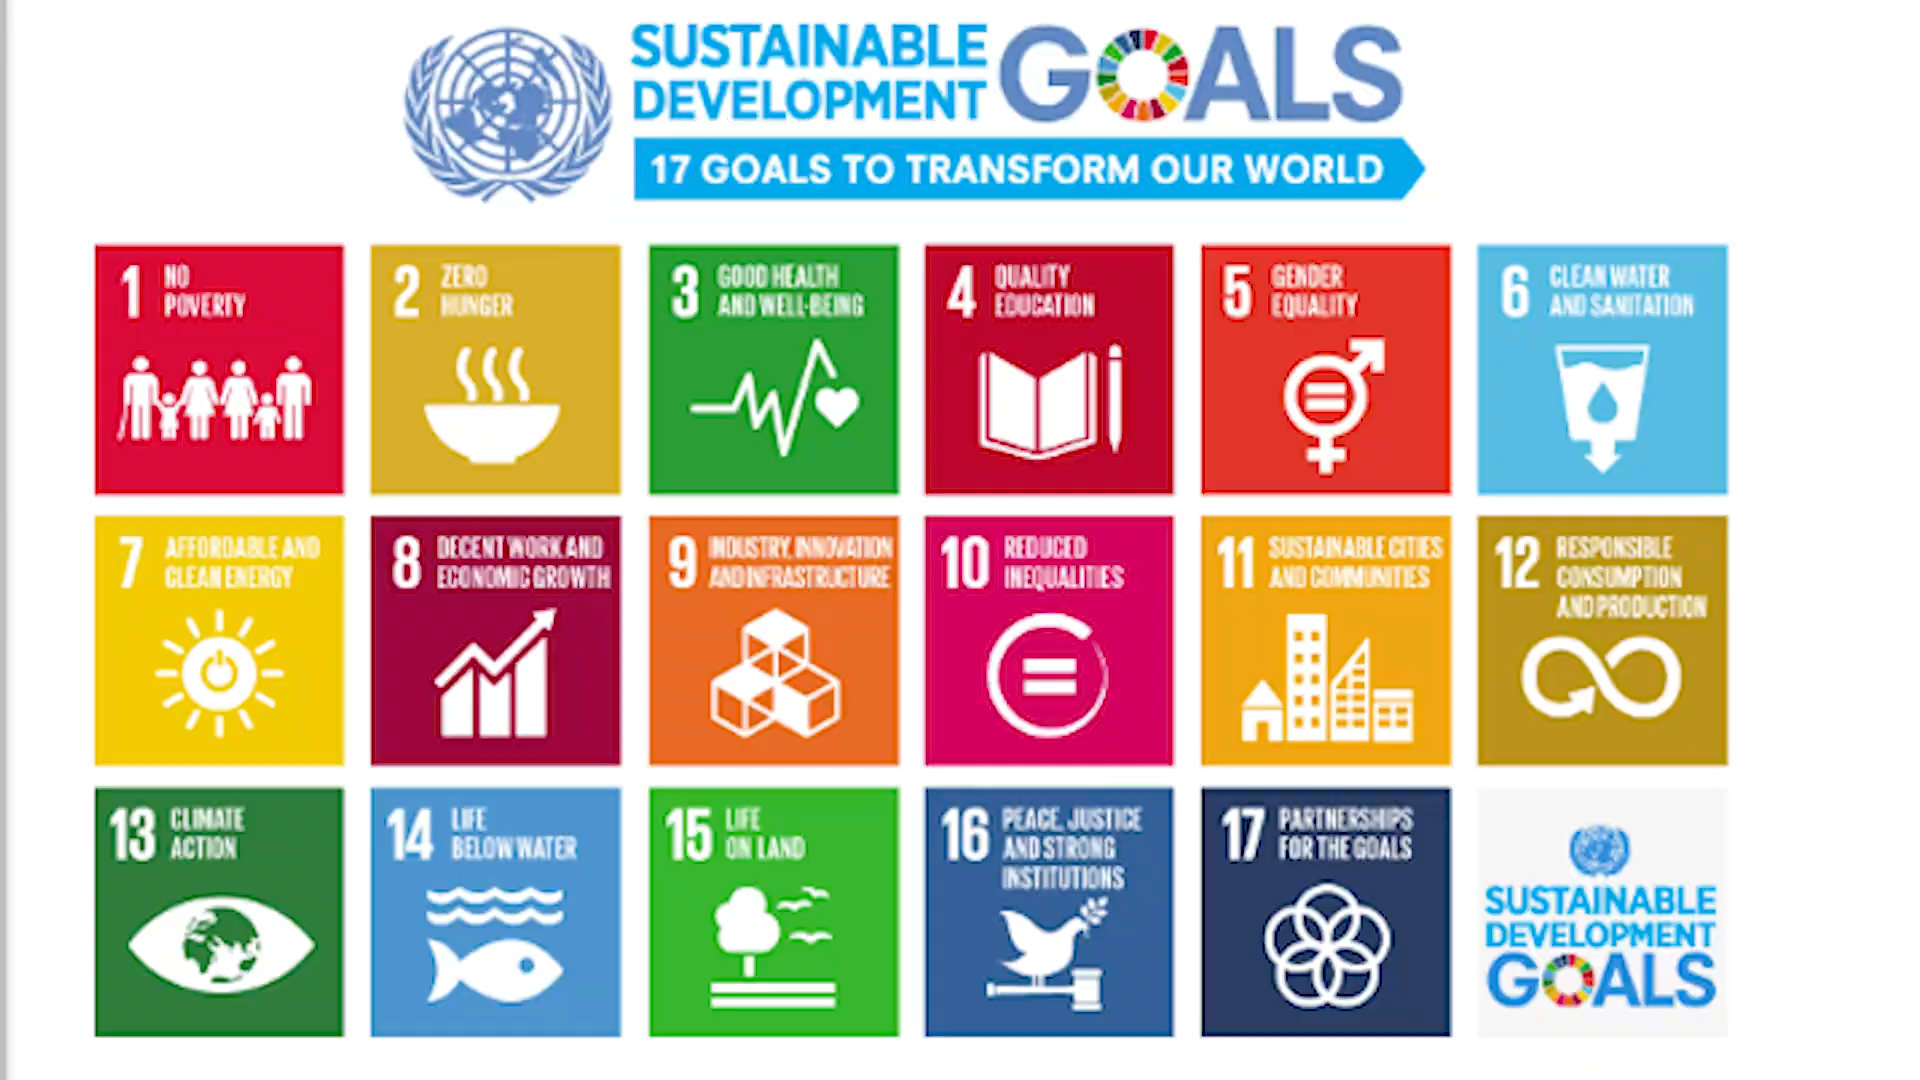 SUSTAINABLE
DEVELOPMENT
GOALS
17 GOALS TO TRANSFORM OUR WORLD
1 NO
POVERTY
2 ZERO
HUNGER
3 GOOD HEALTH
AND WELL-BEING
4 QUALITY
EDUCATION
5 GENDER
EQUALITY
6 CLEAN WATER
AND SANITATION
7 AFFORDABLE AND
CLEAN ENERGY
8 DECENT WORK AND
ECONOMIC GROWTH
9 INDUSTRY, INNOVATION
AND INFRASTRUCTURE
10 REDUCED
INEQUALITIES
11 SUSTAINABLE CITIES
AND COMMUNITIES
12 RESPONSIBLE
CONSUMPTION
AND PRODUCTION
13 CLIMATE
ACTION
14 LIFE
BELOW WATER
15 LIFE
ON LAND
16 PEACE, JUSTICE
AND STRONG
INSTITUTIONS
17 PARTNERSHIPS
FOR THE GOALS
SUSTAINABLE
DEVELOPMENT
GOALS